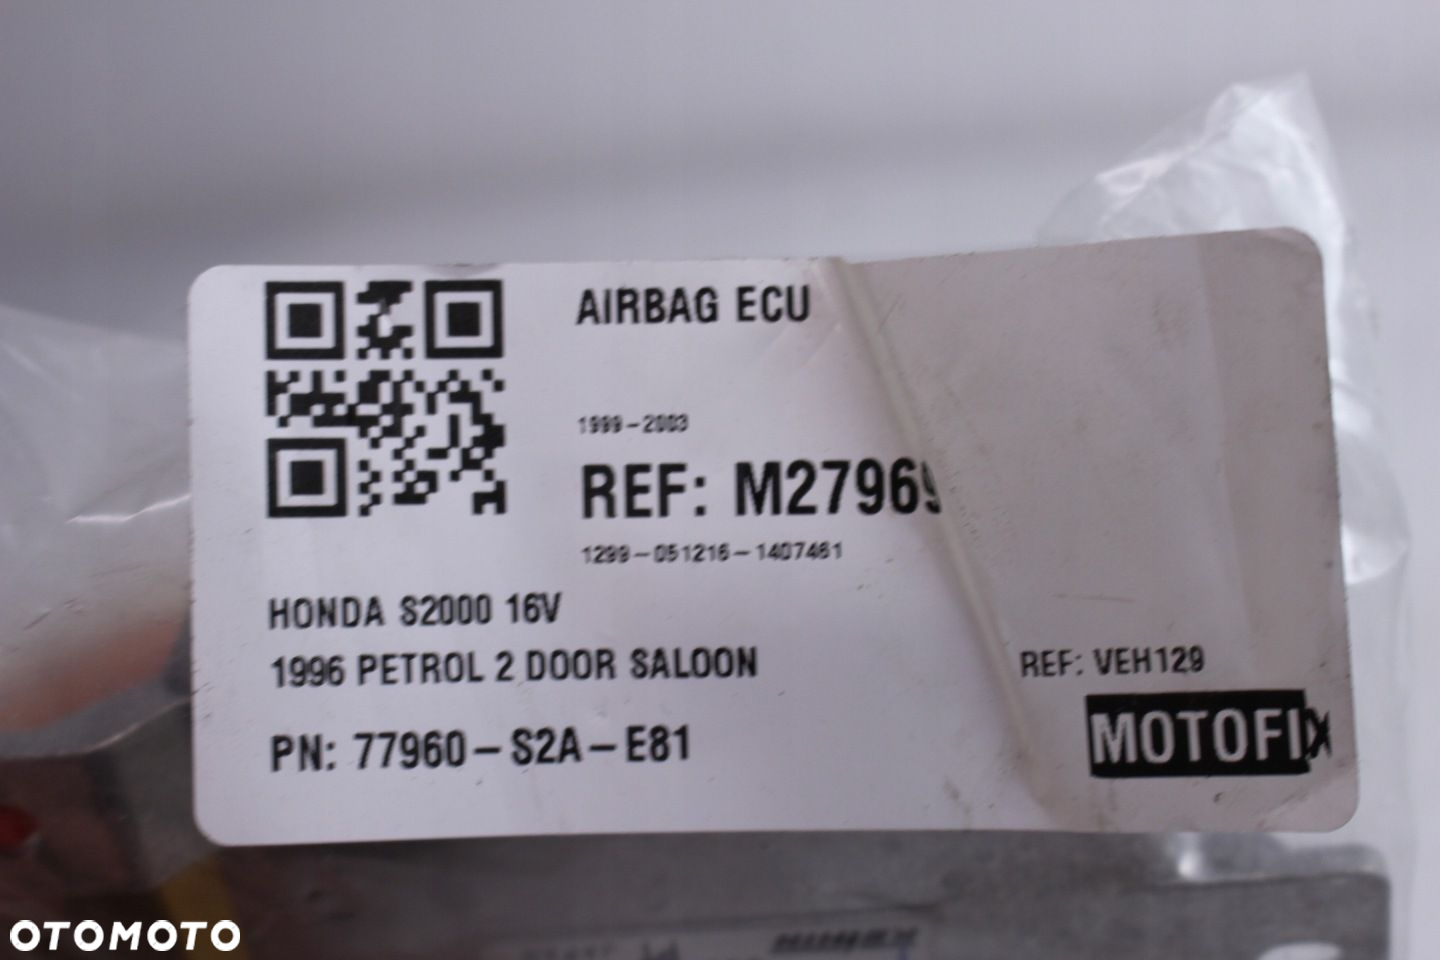 AIRBAG ECU
1999-2003
REF: M27969
1299-051216-1407461
HONDA S2000 16V
1996 PETROL 2 DOOR SALOON
REF: VEH129
PN: 77960-S2A-E81
MOTOFIX
OTOMOTO